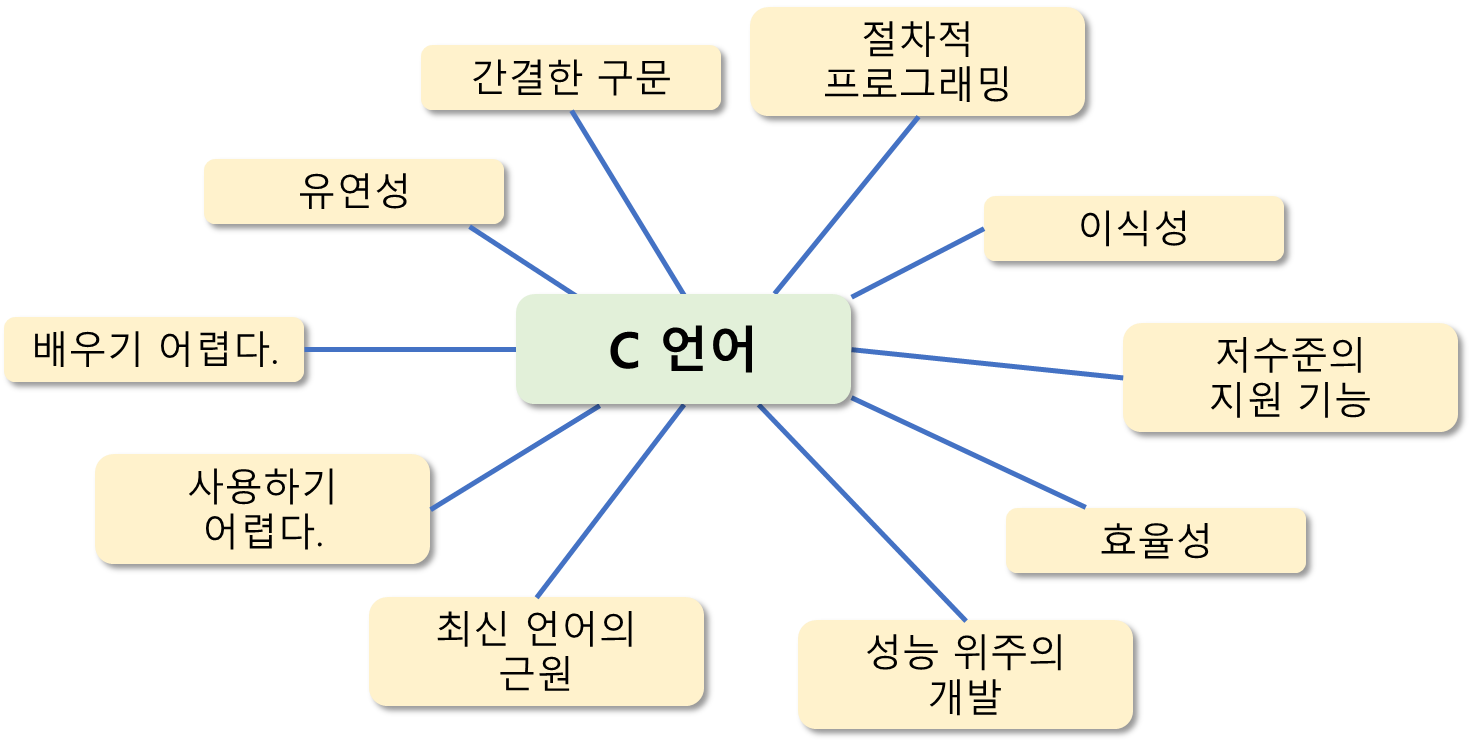 절차적
프로그래밍
간결한 구문
유연성
이식성
C 언어
배우기 어렵다.
저수준의
지원 기능
사용하기
어렵다.
효율성
최신 언어의
근원
성능 위주의
개발